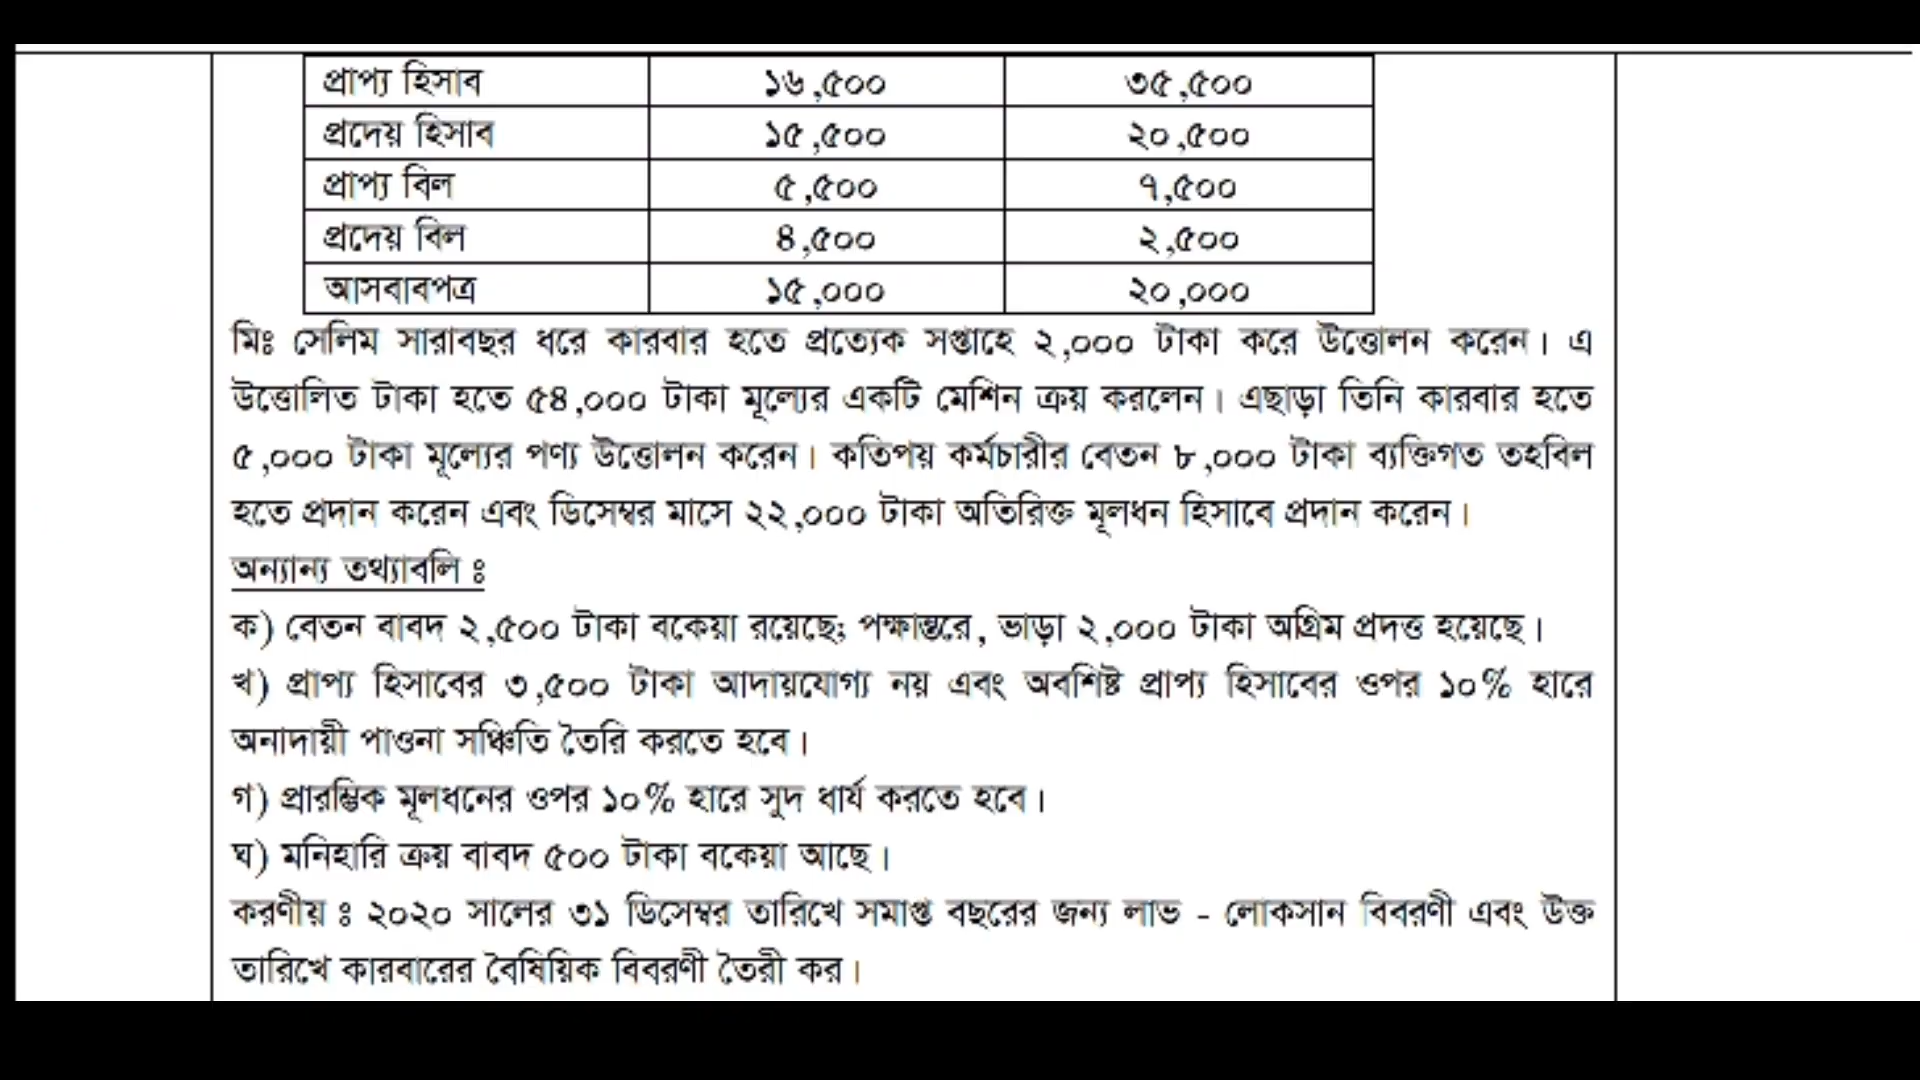 প্রাপ্য হিসাব ১৬,৫০০ ৩৫,৫০০
প্রদেয় হিসাব ১৫,৫০০ ২০,৫০০
প্রাপ্য বিল ৫,৫০০ ৭,৫০০
প্রদেয় বিল ৪,৫০০ ২,৫০০
আসবাবপত্র ১৫,০০০ ২০,০০০
মিঃ সেলিম সারাবছর ধরে কারবার হতে প্রত্যেক সপ্তাহে ২,০০০ টাকা করে উত্তোলন করেন। এ
উত্তোলিত টাকা হতে ৫৪,০০০ টাকা মূল্যের একটি মেশিন ক্রয় করলেন। এছাড়া তিনি কারবার হতে
৫,০০০ টাকা মূল্যের পণ্য উত্তোলন করেন। কতিপয় কর্মচারীর বেতন ৮,০০০ টাকা ব্যক্তিগত তহবিল
হতে প্রদান করেন এবং ডিসেম্বর মাসে ২২,০০০ টাকা অতিরিক্ত মূলধন হিসাবে প্রদান করেন।
অন্যান্য তথ্যাবলি ঃ
ক) বেতন বাবদ ২,৫০০ টাকা বকেয়া রয়েছে; পক্ষান্তরে, ভাড়া ২,০০০ টাকা অগ্রিম প্রদত্ত হয়েছে।
খ) প্রাপ্য হিসাবের ৩,৫০০ টাকা আদায়যোগ্য নয় এবং অবশিষ্ট প্রাপ্য হিসাবের ওপর ১০% হারে
অনাদায়ী পাওনা সঞ্চিতি তৈরি করতে হবে।
গ) প্রারম্ভিক মূলধনের ওপর ১০% হারে সুদ ধার্য করতে হবে।
ঘ) মনিহারি ক্রয় বাবদ ৫০০ টাকা বকেয়া আছে।
করণীয় ঃ ২০২০ সালের ৩১ ডিসেম্বর তারিখে সমাপ্ত বছরের জন্য লাভ - লোকসান বিবরণী এবং উক্ত
তারিখে কারবারের বৈষিয়িক বিবরণী তৈরী কর।